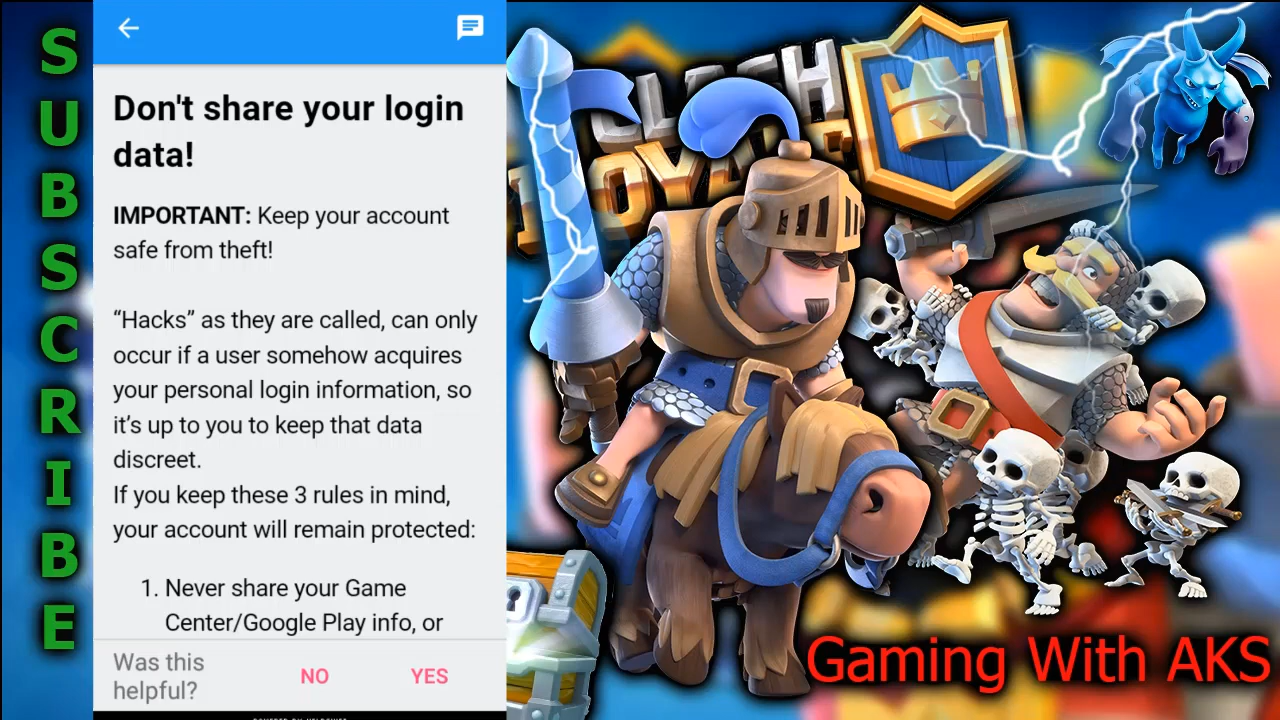 SUBSCRIBE
Don't share your login
data!
IMPORTANT: Keep your account
safe from theft!
“Hacks” as they are called, can only
occur if a user somehow acquires
your personal login information, so
it’s up to you to keep that data
discreet.
If you keep these 3 rules in mind,
your account will remain protected:
1. Never share your Game
Center/Google Play info, or
Was this
helpful?
NO
YES
CLASH
ROYALE
Gaming With AKS